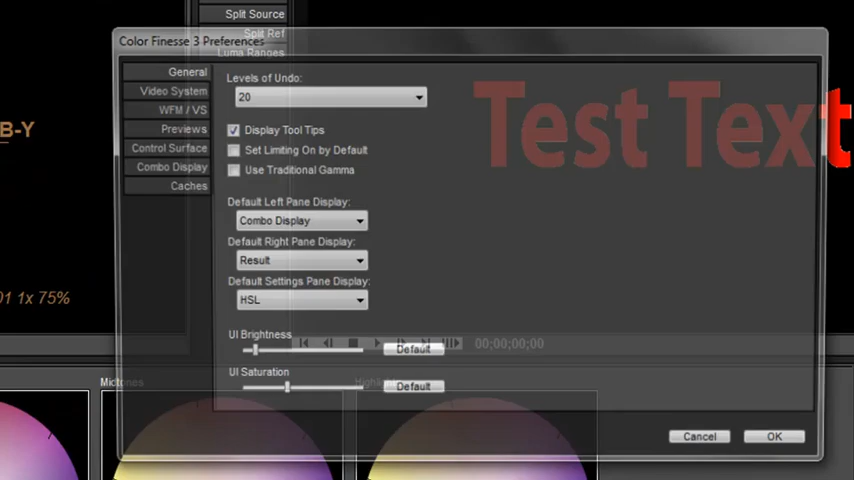 Split Source
Split Ref
Color Finesse 3 Preferences
Luma Ranges
General
Video System
WFM / VS
Previews
Control Surface
Combo Display
Caches
Levels of Undo:
20
Display Tool Tips
Set Limiting On by Default
Use Traditional Gamma
Default Left Pane Display:
Combo Display
Default Right Pane Display:
Result
Default Settings Pane Display:
HSL
UI Brightness
Default
UI Saturation
Default
Test Text
B-Y
01 1x 75%
00;00;00;00
Midtones
Highlights
Cancel
OK